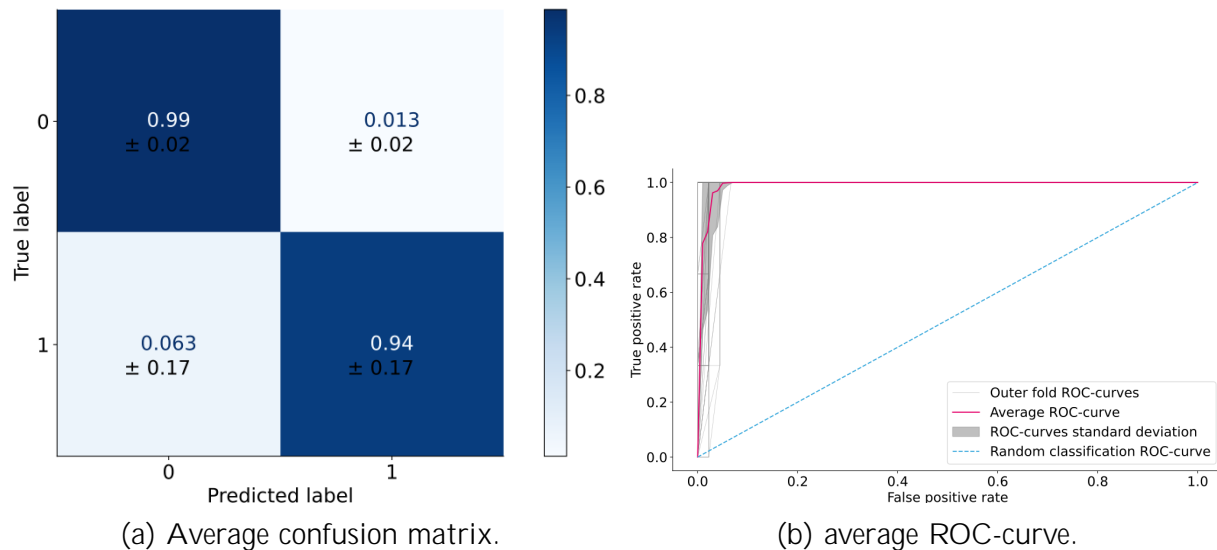 0.99
± 0.02
0.013
± 0.02
0.063
± 0.17
0.94
± 0.17
0
1
True label
0
1
Predicted label
0.8
0.6
0.4
0.2
(a) Average confusion matrix.
1.0
0.8
0.6
0.4
0.2
0.0
True positive rate
0.0
0.2
0.4
0.6
0.8
1.0
False positive rate
Outer fold ROC-curves
Average ROC-curve
ROC-curves standard deviation
Random classification ROC-curve
(b) average ROC-curve.